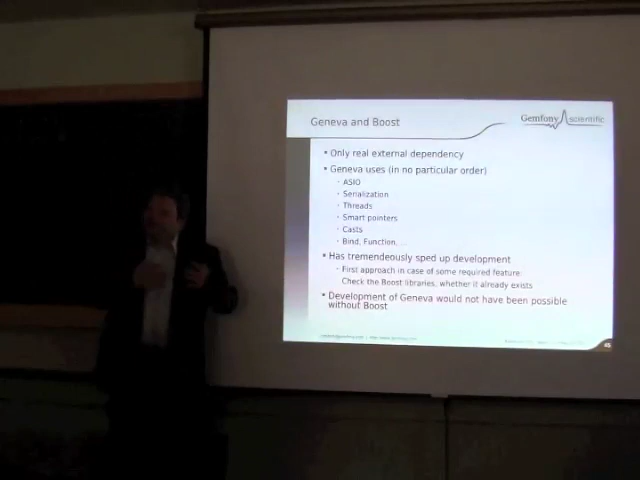 Geneva and Boost
Gemfony scientific
Only real external dependency
Geneva uses (in no particular order)
ASIO
Serialization
Threads
Smart pointers
Casts
Bind, Function, ...
Has tremendeously sped up development
First approach in case of some required feature:
Check the Boost libraries, whether it already exists
Development of Geneva would not have been possible
without Boost